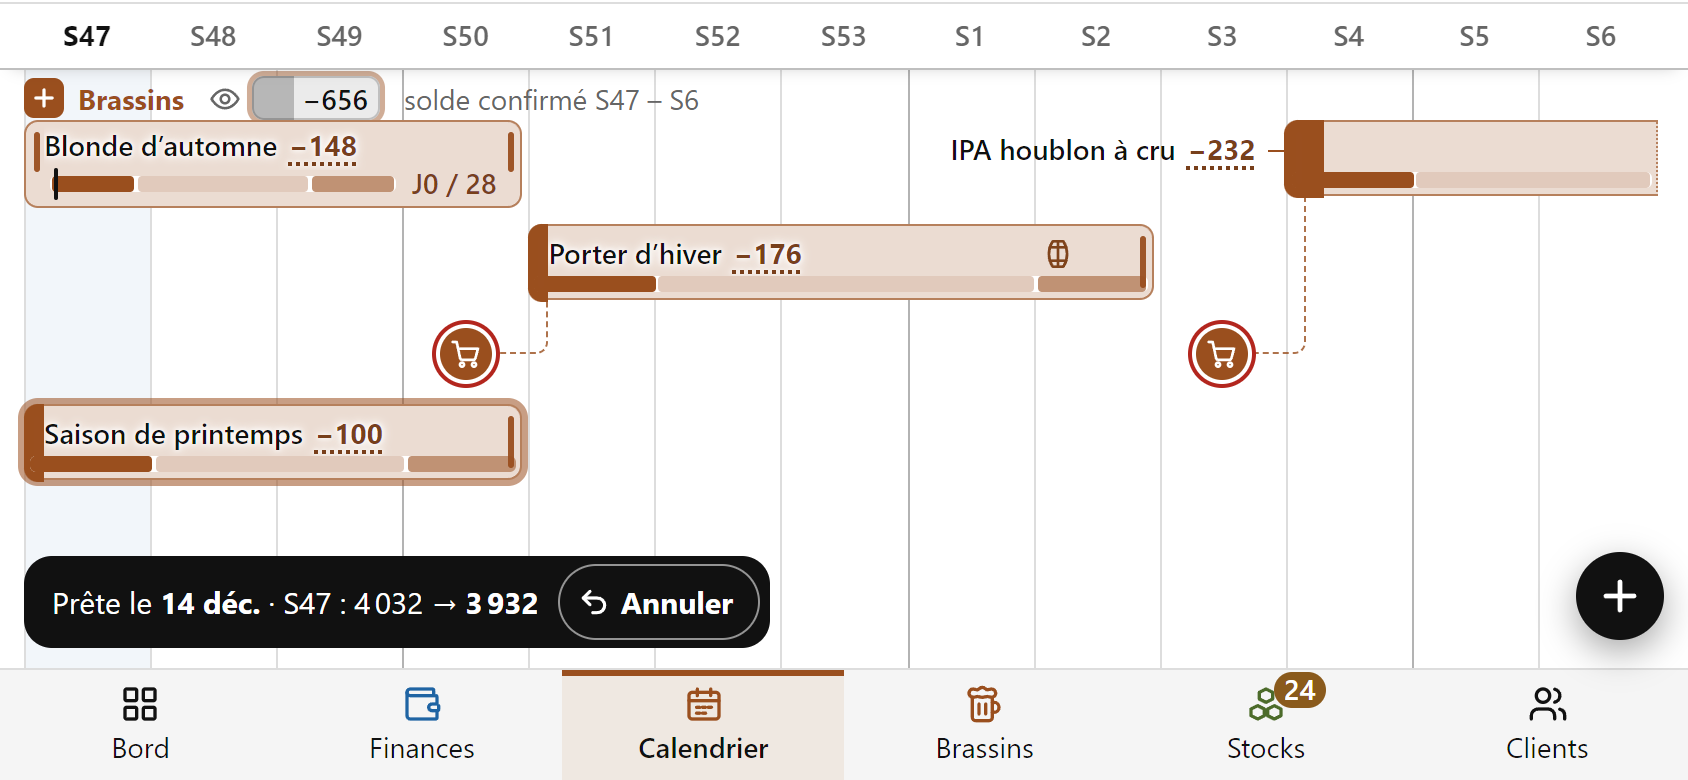 S47 S48 S49 S50 S51 S52 S53 S1 S2 S3 S4 S5 S6
Brassins −656 solde confirmé S47 – S6
Blonde d’automne −148
J0 / 28
IPA houblon à cru −232
Porter d’hiver −176
Saison de printemps −100
Prête le 14 déc. · S47 : 4 032 → 3 932 Annuler
24
Bord Finances Calendrier Brassins Stocks Clients